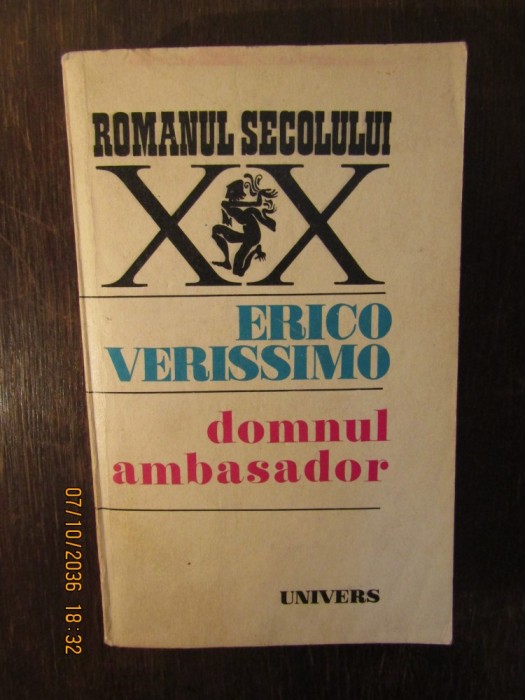 ROMANUL SECOLULUI
XX
ERICO
VERISSIMO
domnul
ambasador
UNIVERS
07/10/2036 18:32